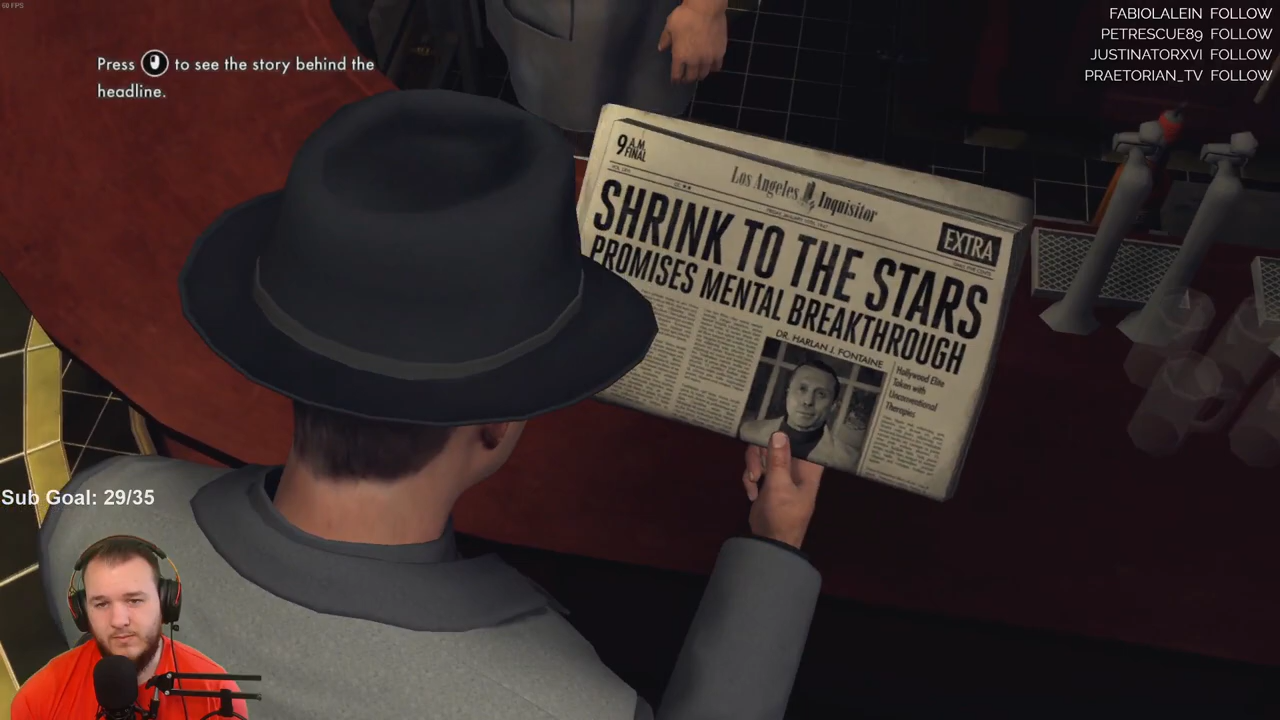 60 FPS
FABIOLALEIN FOLLOW
PETRESCUE89 FOLLOW
JUSTINATORXVI FOLLOW
PRAETORIAN_TV FOLLOW
Press to see the story behind the
headline.
9 A.M. FINAL
Los Angeles Inquisitor
EXTRA
SHRINK TO THE STARS
PROMISES MENTAL BREAKTHROUGH
DR. HARLAN J. FONTAINE
Hollywood Elite
Taken with
Unconventional
Therapies
Sub Goal: 29/35